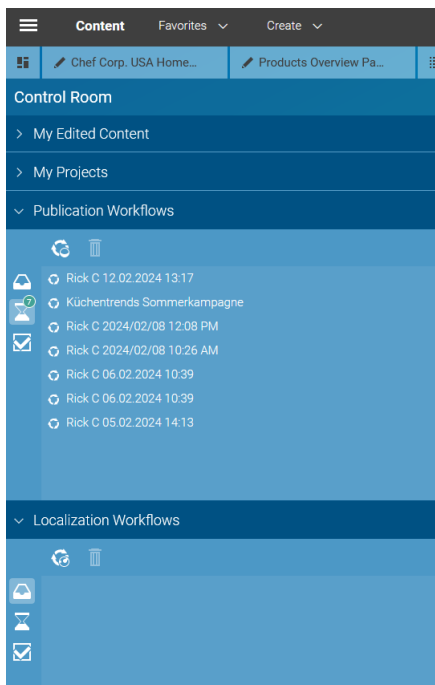 Content Favorites Create
Chef Corp. USA Home... Products Overview Pa...
Control Room
My Edited Content
My Projects
Publication Workflows
Rick C 12.02.2024 13:17
7
Küchentrends Sommerkampagne
Rick C 2024/02/08 12:08 PM
Rick C 2024/02/08 10:26 AM
Rick C 06.02.2024 10:39
Rick C 06.02.2024 10:39
Rick C 05.02.2024 14:13
Localization Workflows